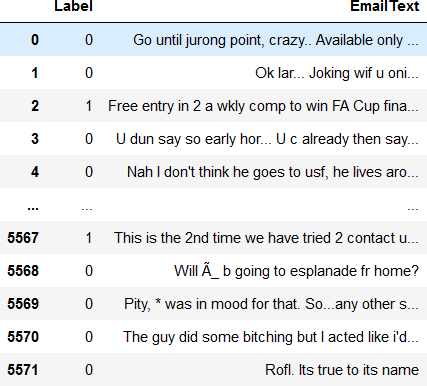 Label EmailText
0 0 Go until jurong point, crazy.. Available only ...
1 0 Ok lar... Joking wif u oni...
2 1 Free entry in 2 a wkly comp to win FA Cup fina...
3 0 U dun say so early hor... U c already then say...
4 0 Nah I don't think he goes to usf, he lives aro...
... ... ...
5567 1 This is the 2nd time we have tried 2 contact u...
5568 0 Will Ã_ b going to esplanade fr home?
5569 0 Pity, * was in mood for that. So...any other s...
5570 0 The guy did some bitching but I acted like i'd...
5571 0 Rofl. Its true to its name